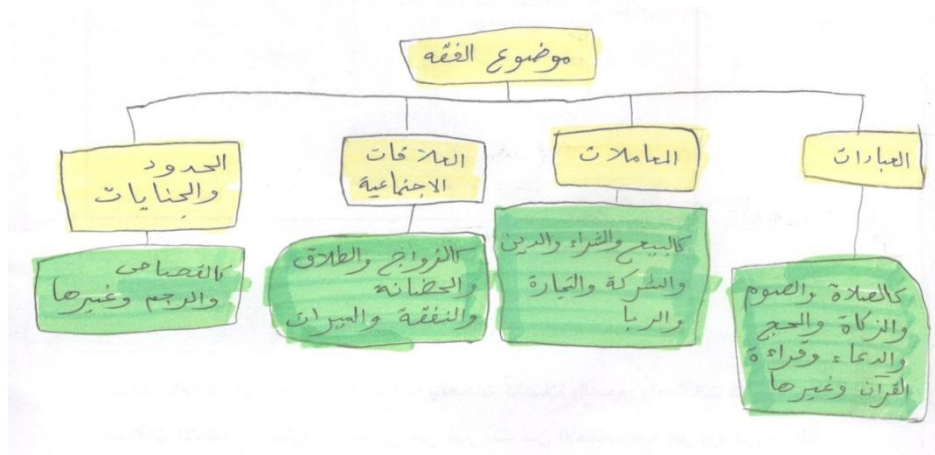 موضوع الفقه
العبادات
كالصلاة والصوم
والزكاة والحج
والدعاء وقراءة
القرآن وغيرها
المعاملات
كالبيع والشراء والدين
والشركة والتجارة
والربا
العلاقات
الاجتماعية
كالزواج والطلاق
والحضانة
والنفقة والميراث
الحدود
والجنايات
كالقصاص
والرجم وغيرها